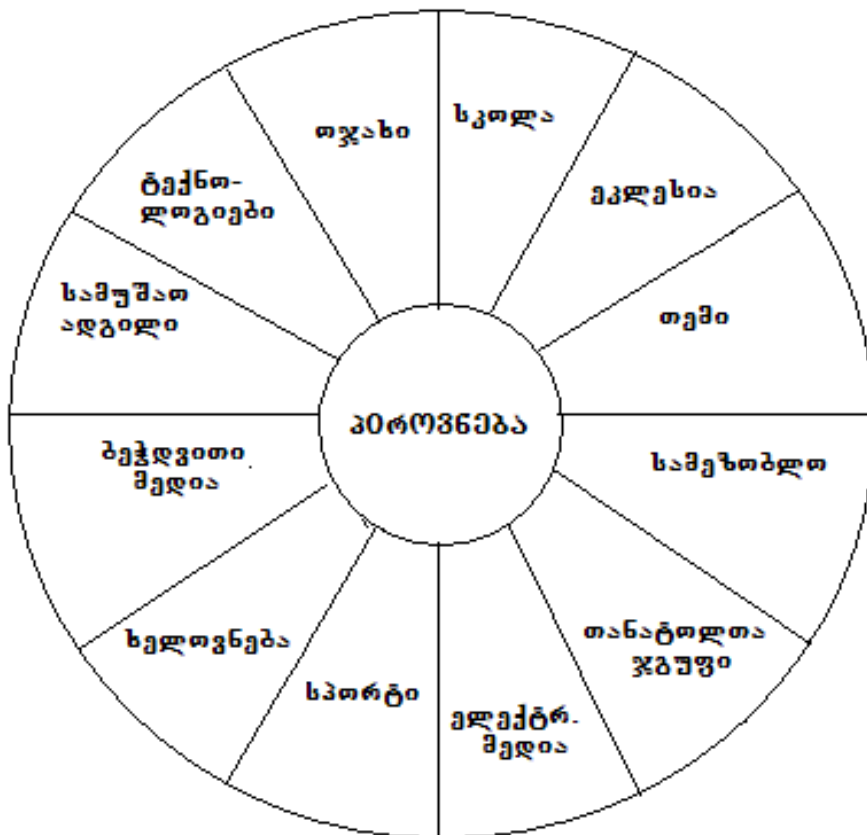 ოჯახი
სკოლა
ეკლესია
თემი
სამეზობლო
თანატოლთა
ჯგუფი
ელექტრ.
მედია
სპორტი
ხელოვნება
ბეჭდვითი
მედია
სამუშაო
ადგილი
ტექნო-
ლოგიები
პიროვნება